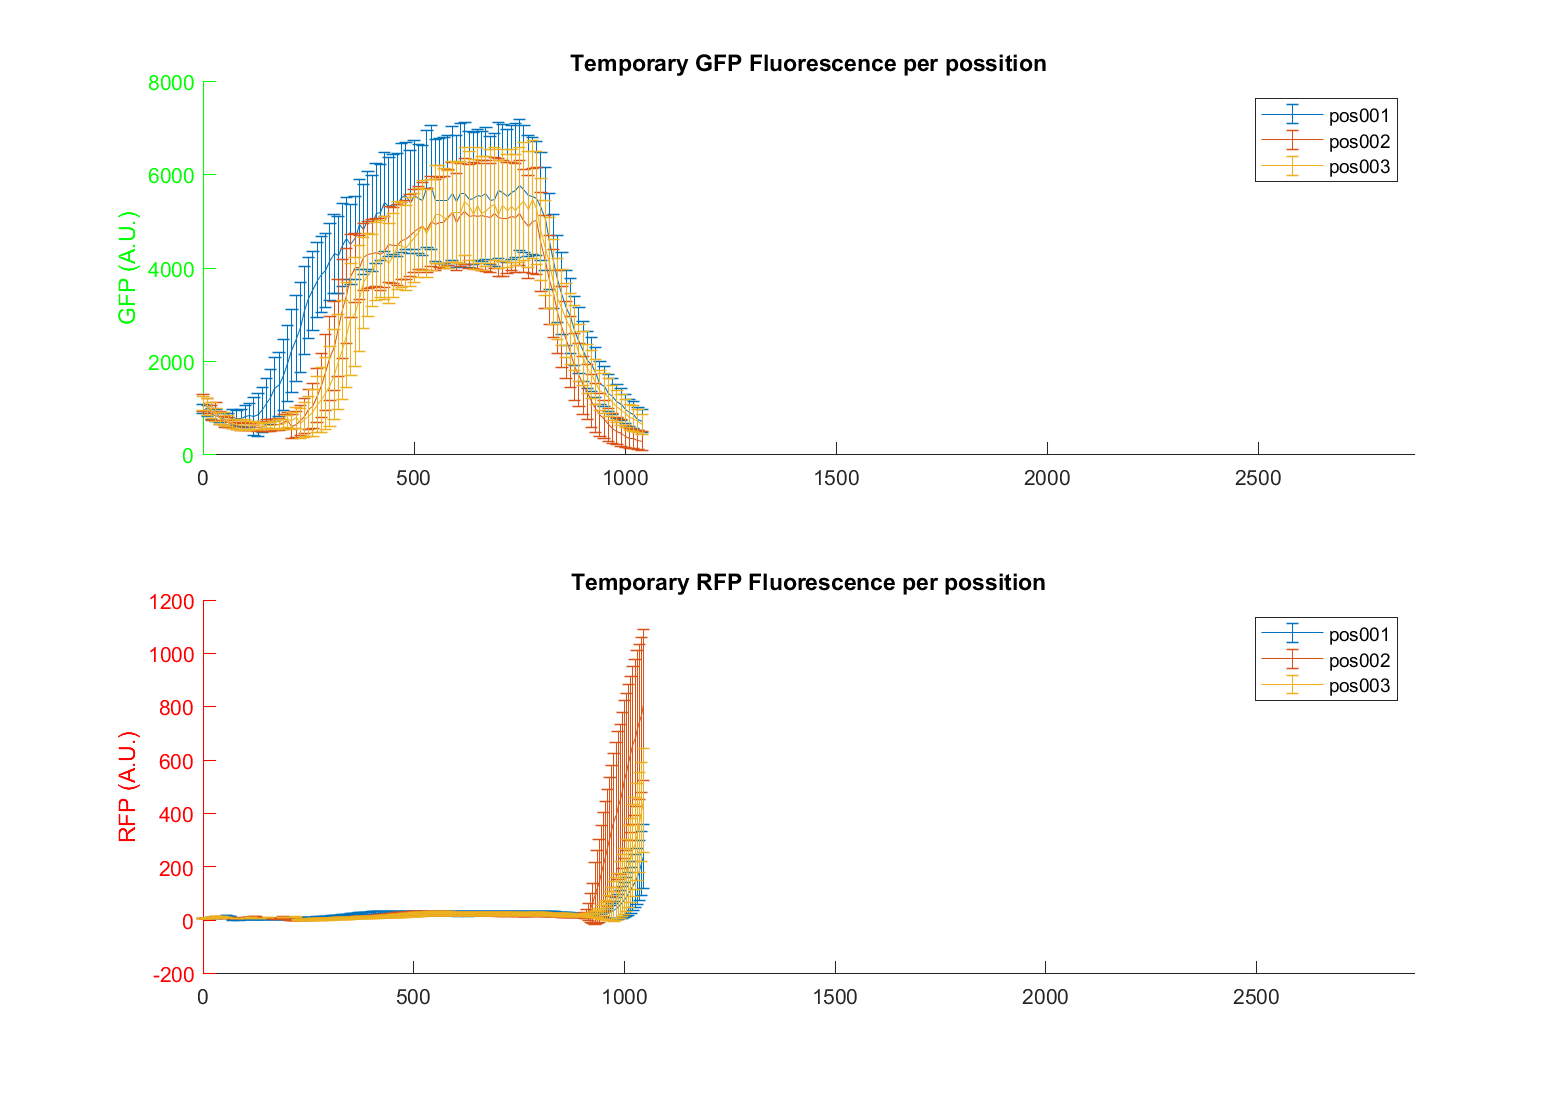 Temporary GFP Fluorescence per possition
8000
6000
4000
2000
0
GFP (A.U.)
0 500 1000 1500 2000 2500
pos001
pos002
pos003
Temporary RFP Fluorescence per possition
1200
1000
800
600
400
200
0
-200
RFP (A.U.)
0 500 1000 1500 2000 2500
pos001
pos002
pos003